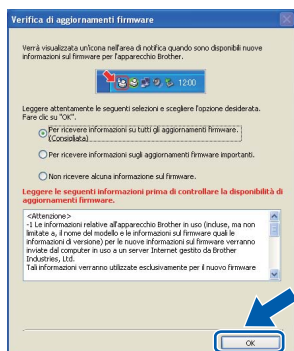 Verifica di aggiornamenti firmware
Verrà visualizzata un'icona nell'area di notifica quando sono disponibili nuove
informazioni sul firmware per l'apparecchio Brother.
12:00
Leggere attentamente le seguenti selezioni e scegliere l'opzione desiderata.
Fare clic su "OK".
Per ricevere informazioni su tutti gli aggiornamenti firmware.
(Consigliata)
Per ricevere informazioni sugli aggiornamenti firmware importanti.
Non ricevere alcuna informazione sul firmware.
Leggere le seguenti informazioni prima di controllare la disponibilità di
aggiornamenti firmware.
<Attenzione>
-1 Le informazioni relative all'apparecchio Brother in uso (incluse, ma non
limitate a, il nome del modello e le informazioni sul firmware quali le
informazioni di versione) per le nuove informazioni sul firmware verranno
inviate dal computer in uso a un server Internet gestito da Brother
Industries, Ltd.
Tali informazioni verranno utilizzate esclusivamente per il nuovo firmware
OK